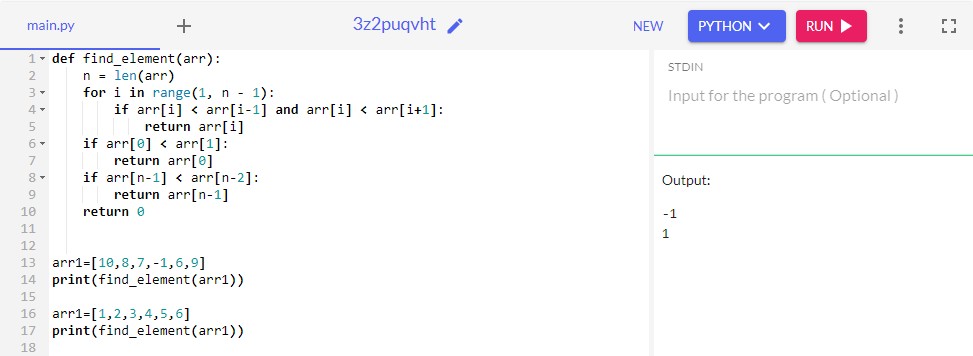 main.py + 3z2puqvht NEW PYTHON RUN
1 def find_element(arr):
2     n = len(arr)
3     for i in range(1, n - 1):
4         if arr[i] < arr[i-1] and arr[i] < arr[i+1]:
5             return arr[i]
6     if arr[0] < arr[1]:
7         return arr[0]
8     if arr[n-1] < arr[n-2]:
9         return arr[n-1]
10     return 0
11
12
13 arr1=[10,8,7,-1,6,9]
14 print(find_element(arr1))
15
16 arr1=[1,2,3,4,5,6]
17 print(find_element(arr1))
18
STDIN
Input for the program ( Optional )
Output:
-1
1